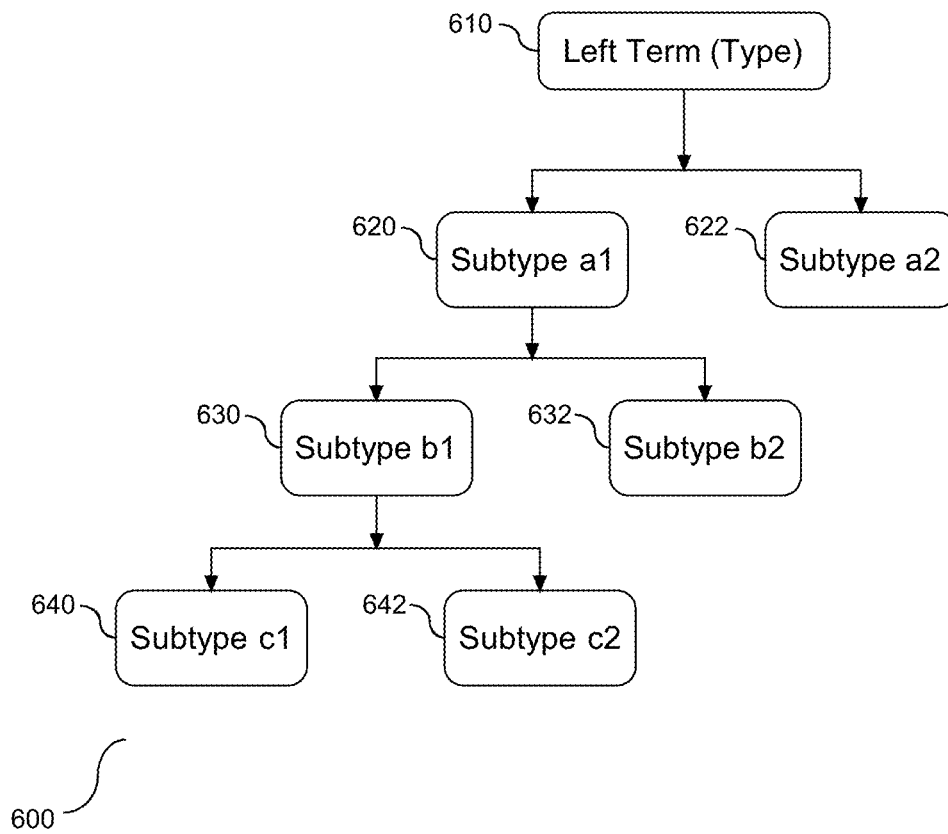 610
Left Term (Type)
620
Subtype a1
622
Subtype a2
630
Subtype b1
632
Subtype b2
640
Subtype c1
642
Subtype c2
600